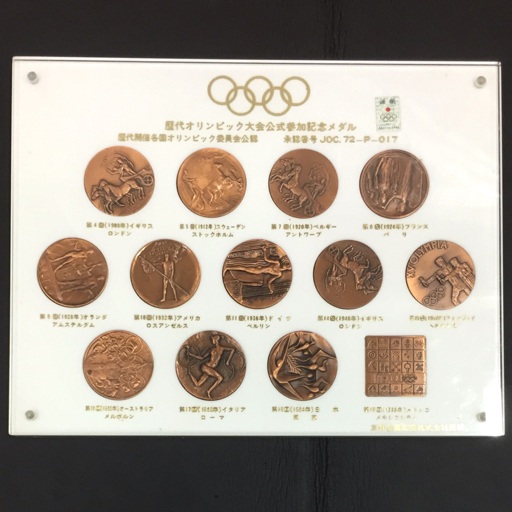 歴代オリンピック大会公式参加記念メダル
歴代開催各国オリンピック委員会公認 承認番号 JOC.72-P-017
第4回(1908年)イギリス
ロンドン
第5回(1912年)スウェーデン
ストックホルム
第7回(1920年)ベルギー
アントワープ
第8回(1924年)フランス
パリ
第9回(1928年)オランダ
アムステルダム
第10回(1932年)アメリカ
ロスアンゼルス
第11回(1936年)ドイツ
ベルリン
第14回(1948年)イギリス
ロンドン
XV OLYMPIA
第16回(1956年)オーストラリア
メルボルン
第17回(1960年)イタリア
ローマ
第18回(1964年)日本
東京